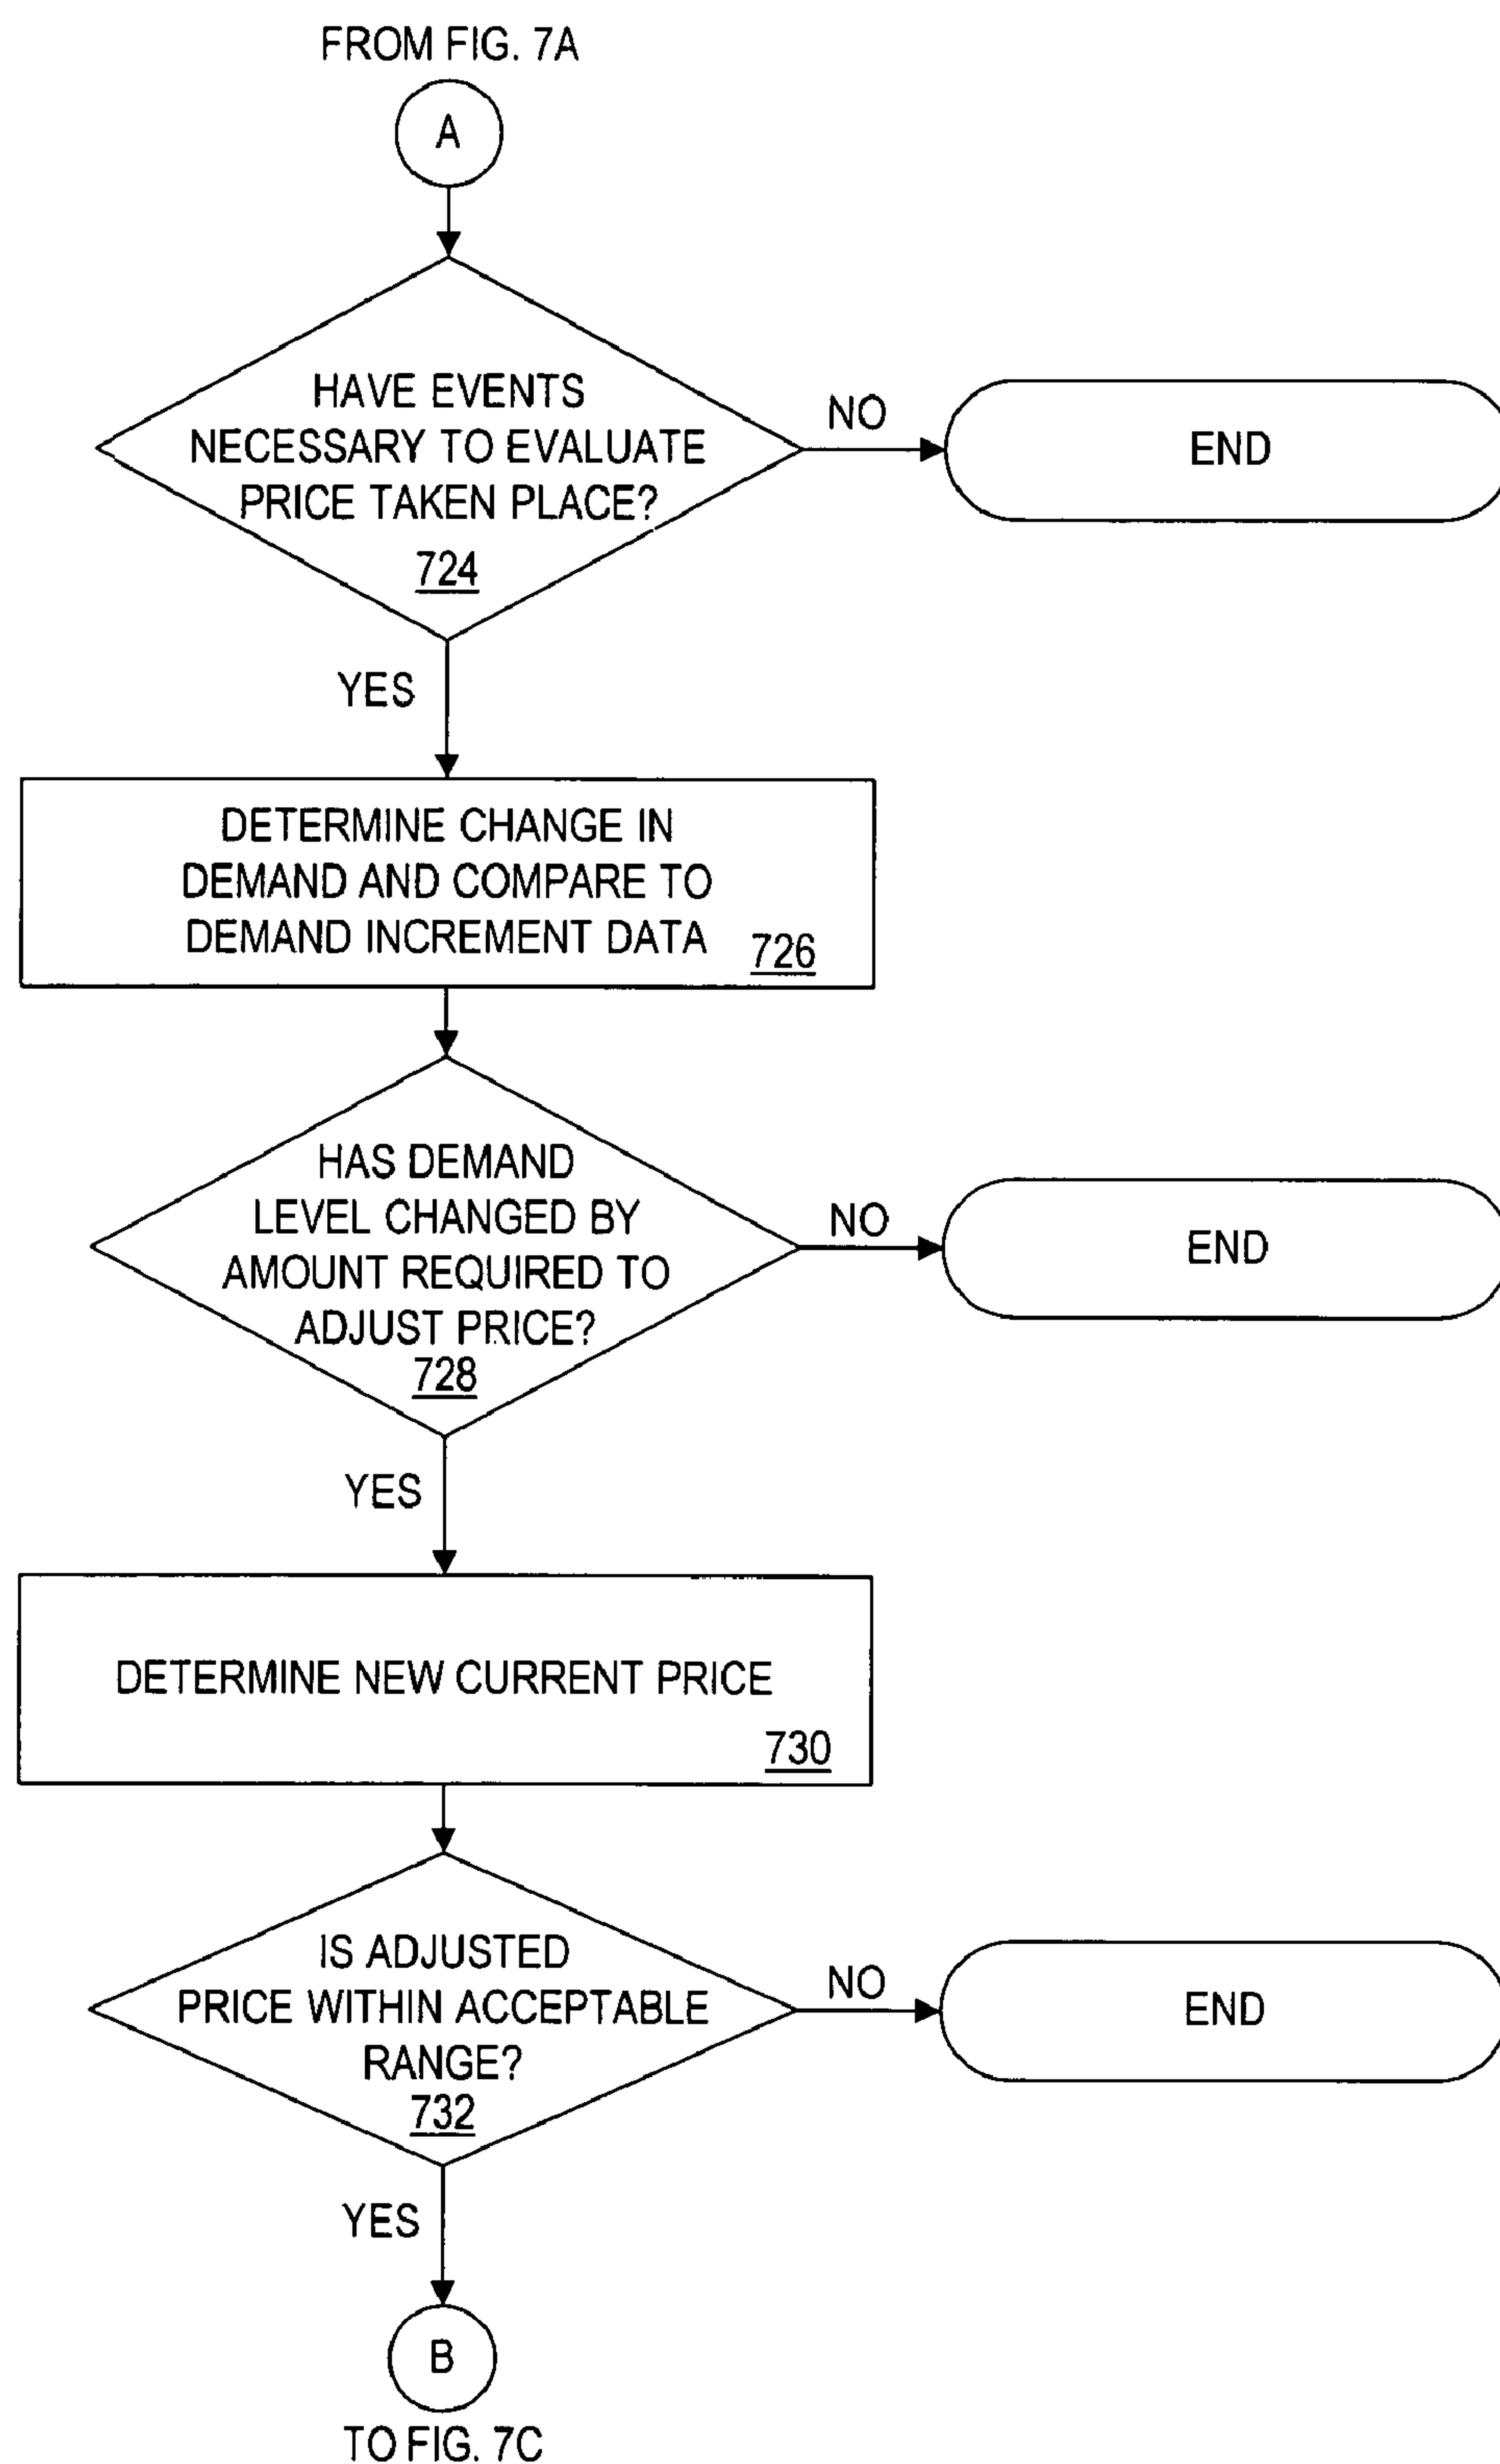 FROM FIG. 7A
A
HAVE EVENTS
NECESSARY TO EVALUATE
PRICE TAKEN PLACE?
724
NO
END
YES
DETERMINE CHANGE IN
DEMAND AND COMPARE TO
DEMAND INCREMENT DATA
726
HAS DEMAND
LEVEL CHANGED BY
AMOUNT REQUIRED TO
ADJUST PRICE?
728
NO
END
YES
DETERMINE NEW CURRENT PRICE
730
IS ADJUSTED
PRICE WITHIN ACCEPTABLE
RANGE?
732
NO
END
YES
B
TO FIG. 7C